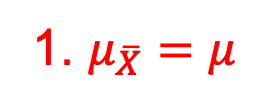 1. μ_X̄ = μ